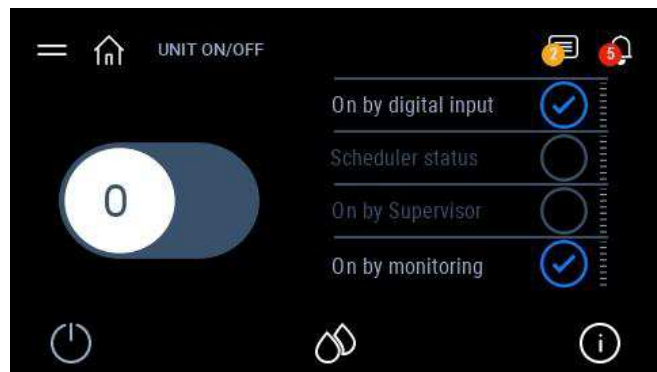 UNIT ON/OFF
2
5
On by digital input
Scheduler status
0
On by Supervisor
On by monitoring
i